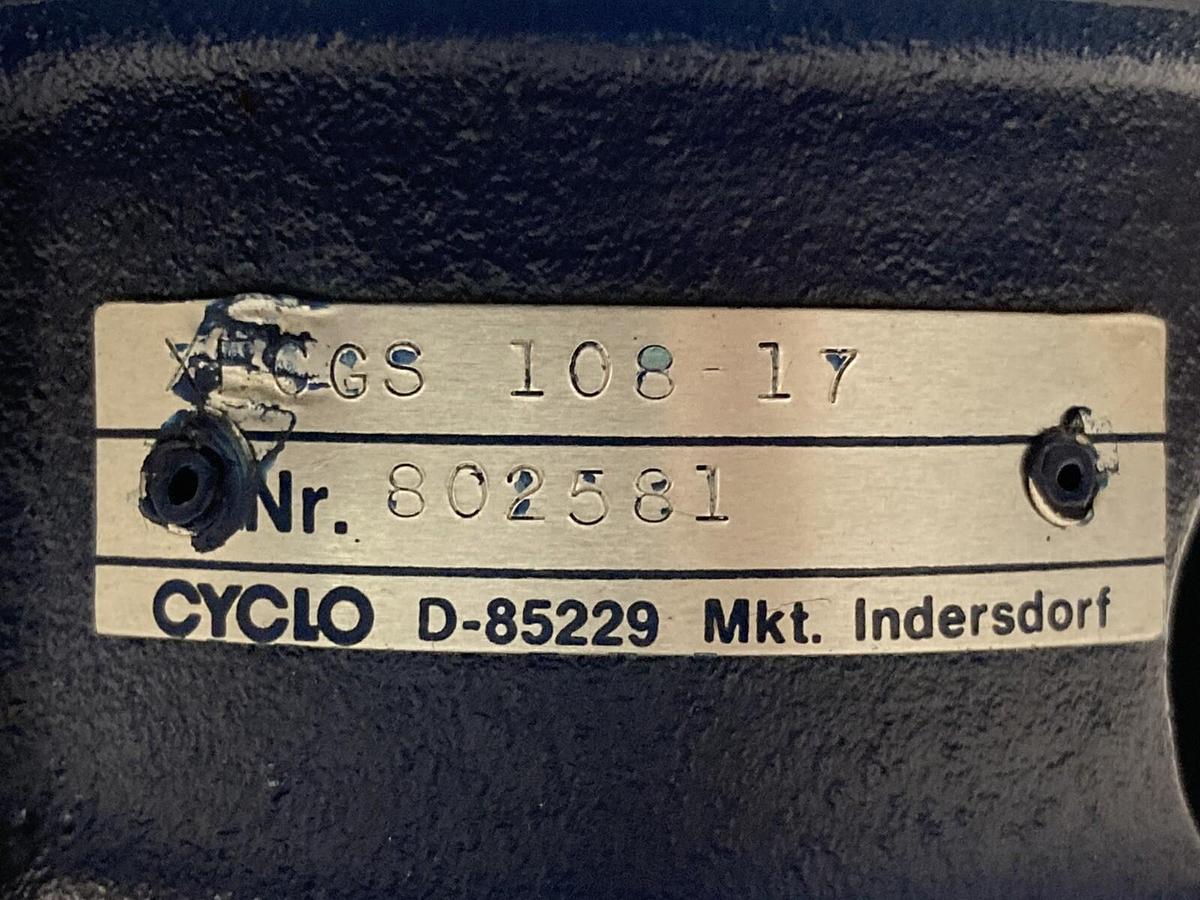 108-17
Nr. 802581
CYCLO D-85229 Mkt. Indersdorf